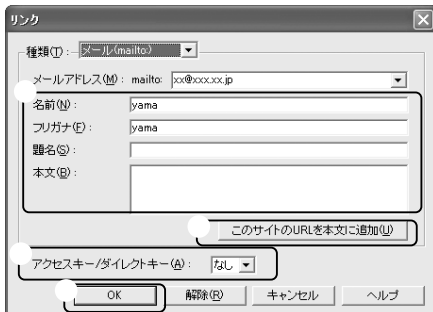 リンク
種類(T): メール(mailto:)
メールアドレス(M): mailto: xx@xxx.xx.jp
名前(N): yama
フリガナ(F): yama
題名(S):
本文(B):
このサイトのURLを本文に追加(U)
アクセスキー/ダイレクトキー(A): なし
OK 解除(R) キャンセル ヘルプ